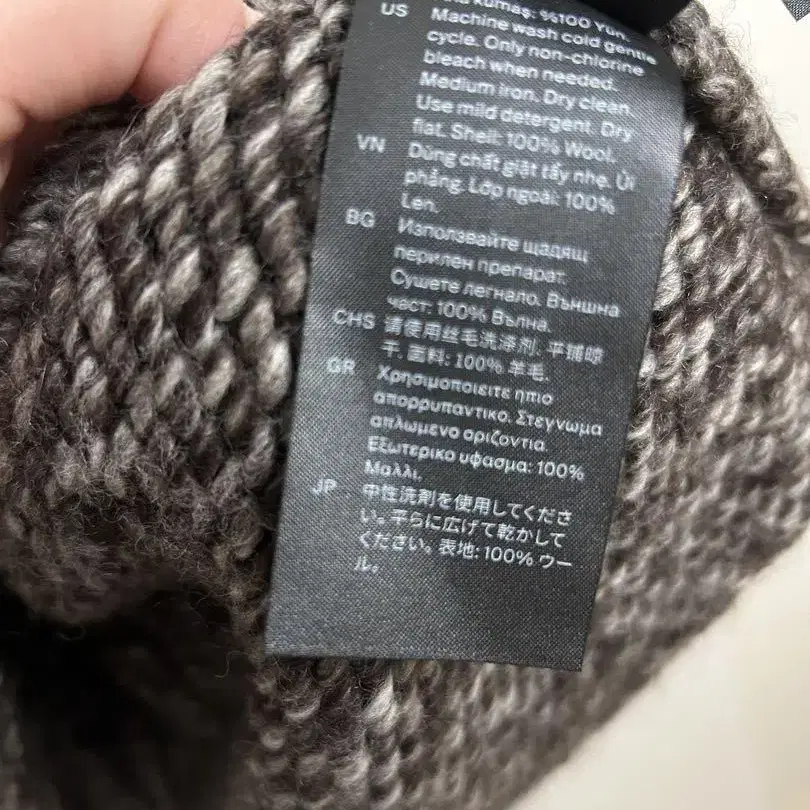 kumaş: %100 Yün.
US Machine wash cold gentle
cycle. Only non-chlorine
bleach when needed.
Medium iron. Dry clean.
Use mild detergent. Dry
flat. Shell: 100% Wool.
VN Dùng chất giặt tẩy nhẹ. Ủi
phẳng. Lớp ngoài: 100%
Len.
BG Използвайте щадящ
перилен препарат.
Сушете легнало. Външна
част: 100% Вълна.
CHS 请使用丝毛洗涤剂. 平铺晾
干. 面料: 100% 羊毛.
GR Χρησιμοποιειτε ηπιο
απορρυπαντικο. Στεγνωμα
απλωμενο οριζοντια.
Εξωτερικο υφασμα: 100%
Μαλλι.
JP 中性洗剤を使用してくださ
い。平らに広げて乾かして
ください。表地: 100% ウー
ル。